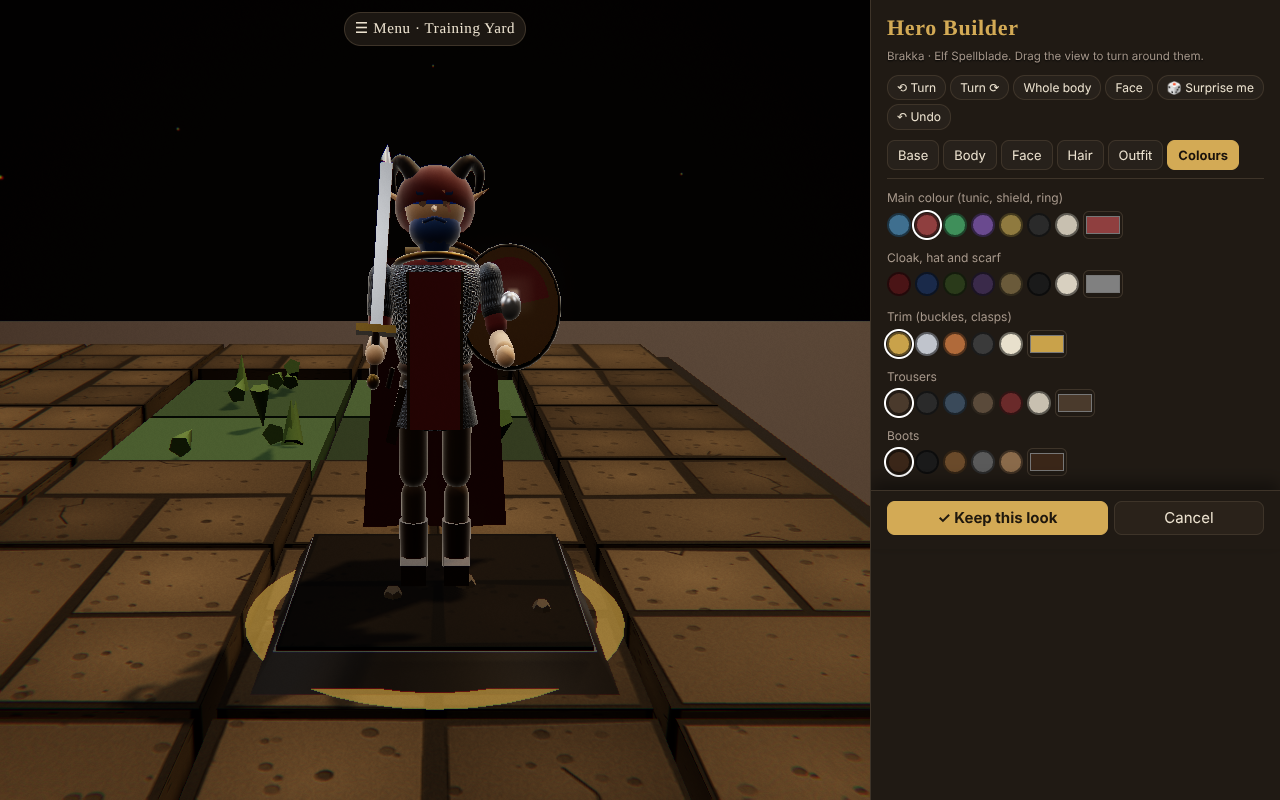 ☰ Menu · Training Yard
Hero Builder
Brakka · Elf Spellblade. Drag the view to turn around them.
⟲ Turn
Turn ⟳
Whole body
Face
🎲 Surprise me
↶ Undo
Base
Body
Face
Hair
Outfit
Colours
Main colour (tunic, shield, ring)
Cloak, hat and scarf
Trim (buckles, clasps)
Trousers
Boots
✓ Keep this look
Cancel